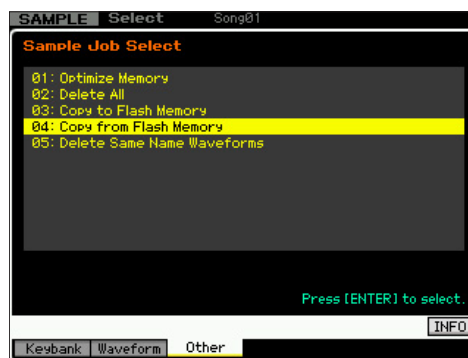 SAMPLE Select Song01
Sample Job Select
01: Optimize Memory
02: Delete All
03: Copy to Flash Memory
04: Copy from Flash Memory
05: Delete Same Name Waveforms
Press [ENTER] to select.
INFO
Keybank Waveform Other